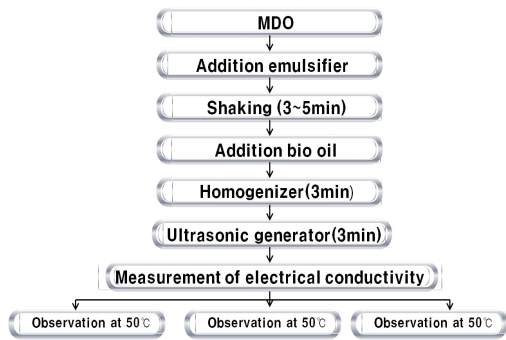 MDO
Addition emulsifier
Shaking (3~5min)
Addition bio oil
Homogenizer(3min)
Ultrasonic generator(3min)
Measurement of electrical conductivity
Observation at 50℃
Observation at 50℃
Observation at 50℃